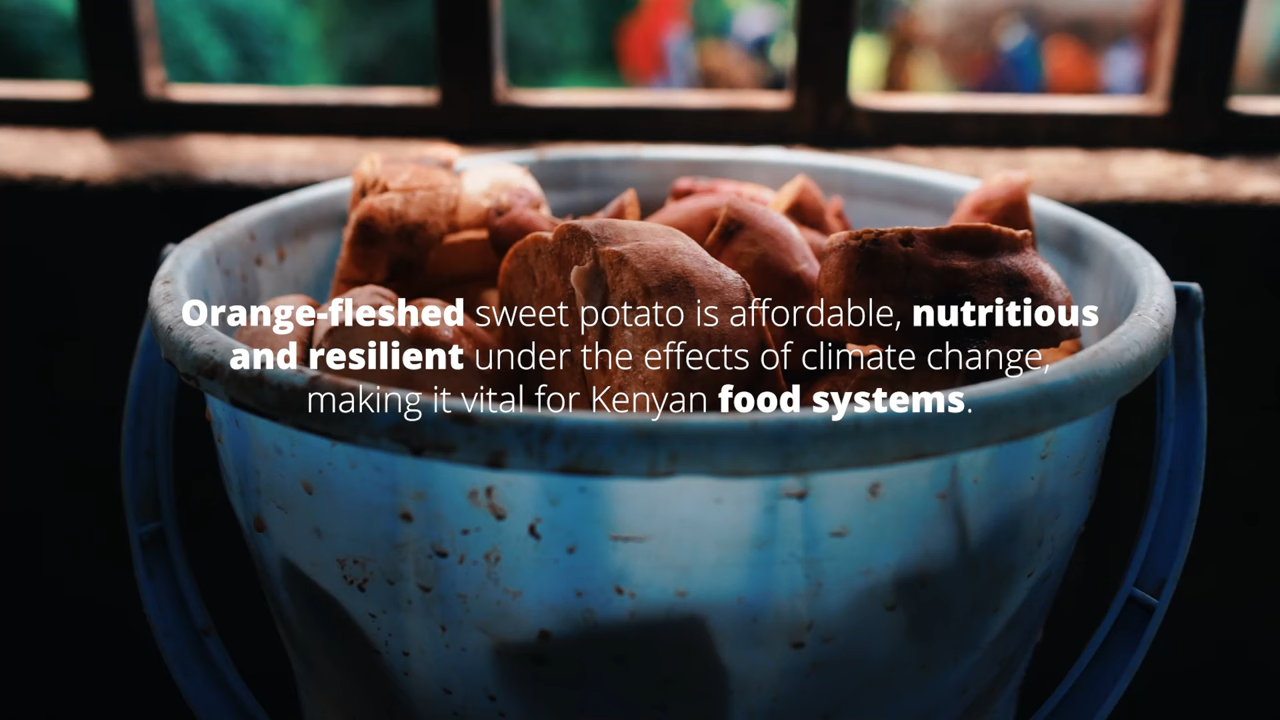 Orange-fleshed sweet potato is affordable, nutritious
and resilient under the effects of climate change,
making it vital for Kenyan food systems.